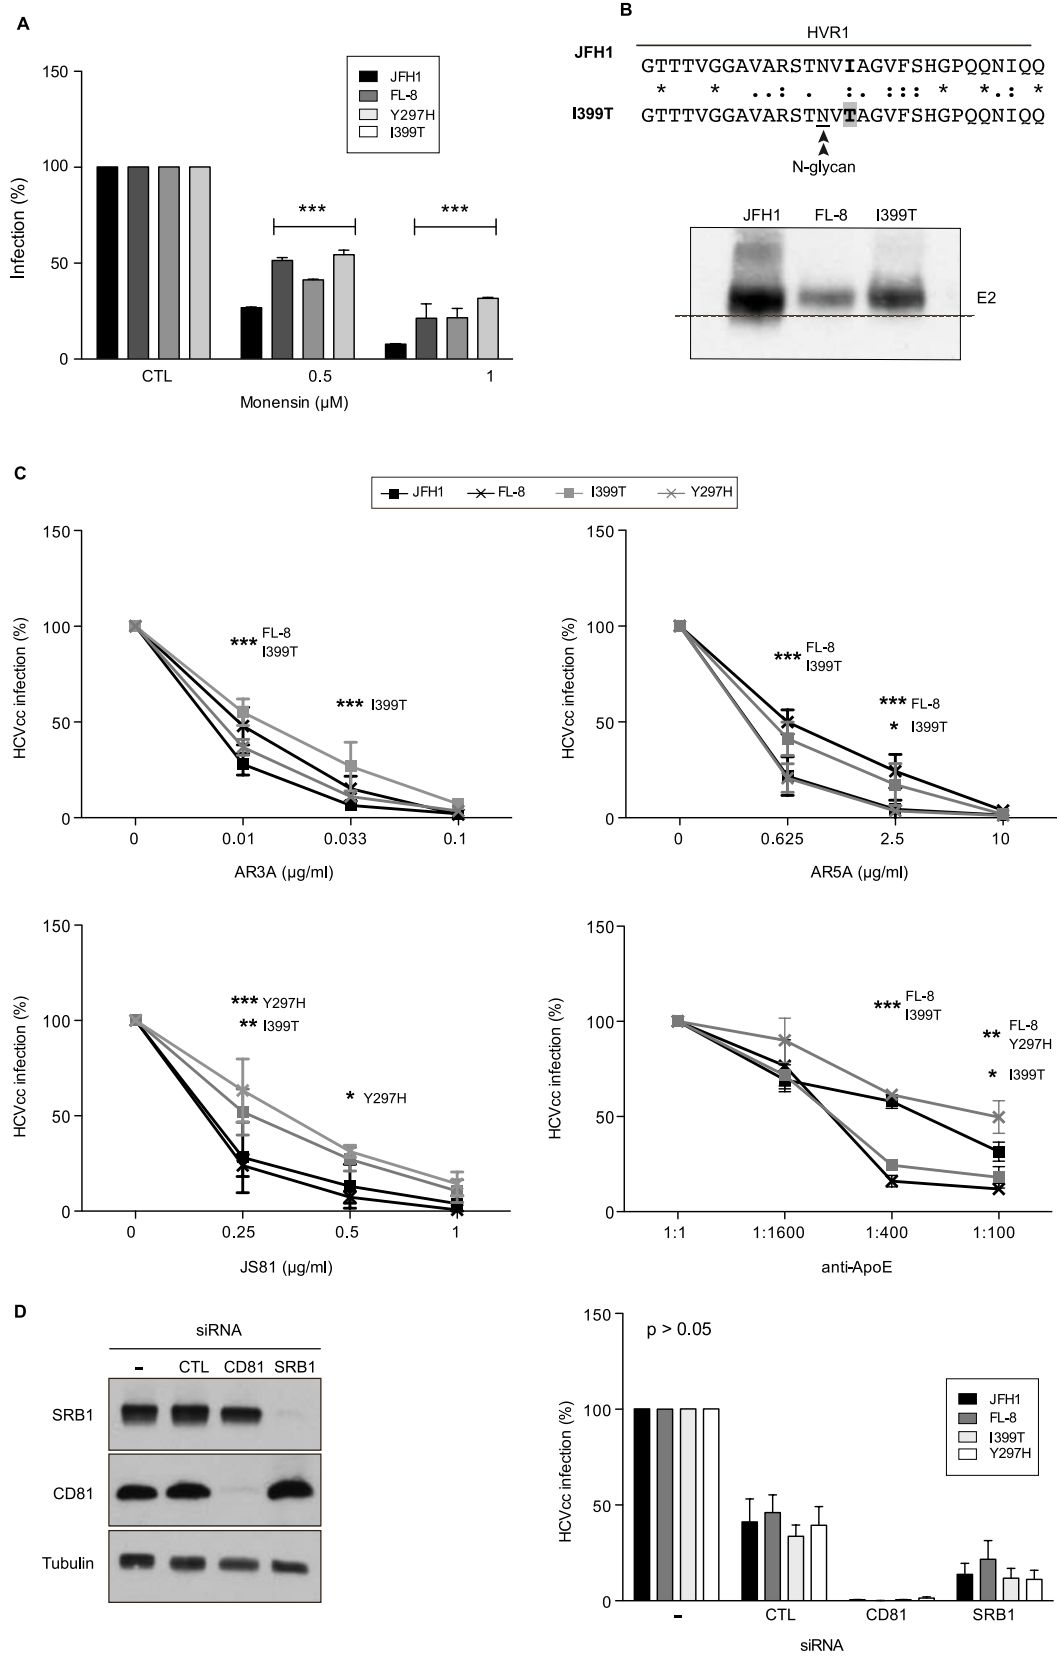 A
JFH1
FL-8
Y297H
I399T
150
100
50
0
Infection (%)
***
***
CTL
0.5
1
Monensin (µM)
B
HVR1
JFH1
GTTTVGGAVARSTNVIAGVFSHGPQQNIQQ
* * ..: . :. ::: * *.: *
I399T
GTTTVGGAVARSTNVTAGVFSHGPQQNIQQ
N-glycan
JFH1 FL-8 I399T
E2
C
JFH1 FL-8 I399T Y297H
150
100
50
0
HCVcc infection (%)
*** FL-8
I399T
*** I399T
0 0.01 0.033 0.1
AR3A (µg/ml)
150
100
50
0
HCVcc infection (%)
*** FL-8
I399T
*** FL-8
* I399T
0 0.625 2.5 10
AR5A (µg/ml)
150
100
50
0
HCVcc infection (%)
*** Y297H
** I399T
* Y297H
0 0.25 0.5 1
JS81 (µg/ml)
150
100
50
0
HCVcc infection (%)
*** FL-8
I399T
** FL-8
Y297H
* I399T
1:1 1:1600 1:400 1:100
anti-ApoE
D
siRNA
- CTL CD81 SRB1
SRB1
CD81
Tubulin
150
100
50
0
HCVcc infection (%)
p > 0.05
JFH1
FL-8
I399T
Y297H
- CTL CD81 SRB1
siRNA